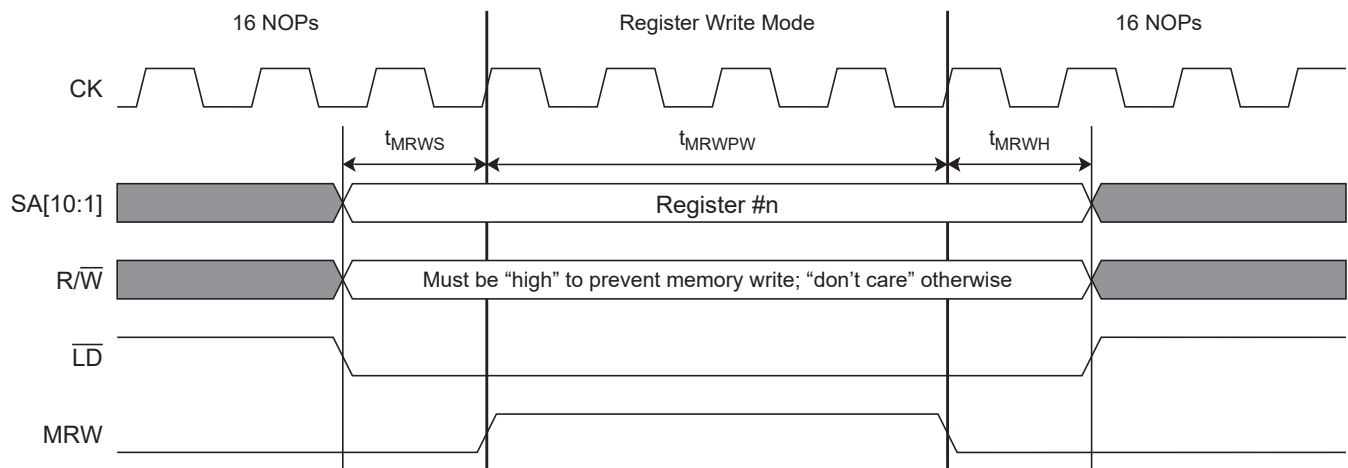 16 NOPs Register Write Mode 16 NOPs
CK
tMRWS tMRWPW tMRWH
SA[10:1] Register #n
R/W̅ Must be “high” to prevent memory write; “don’t care” otherwise
L̅D̅
MRW